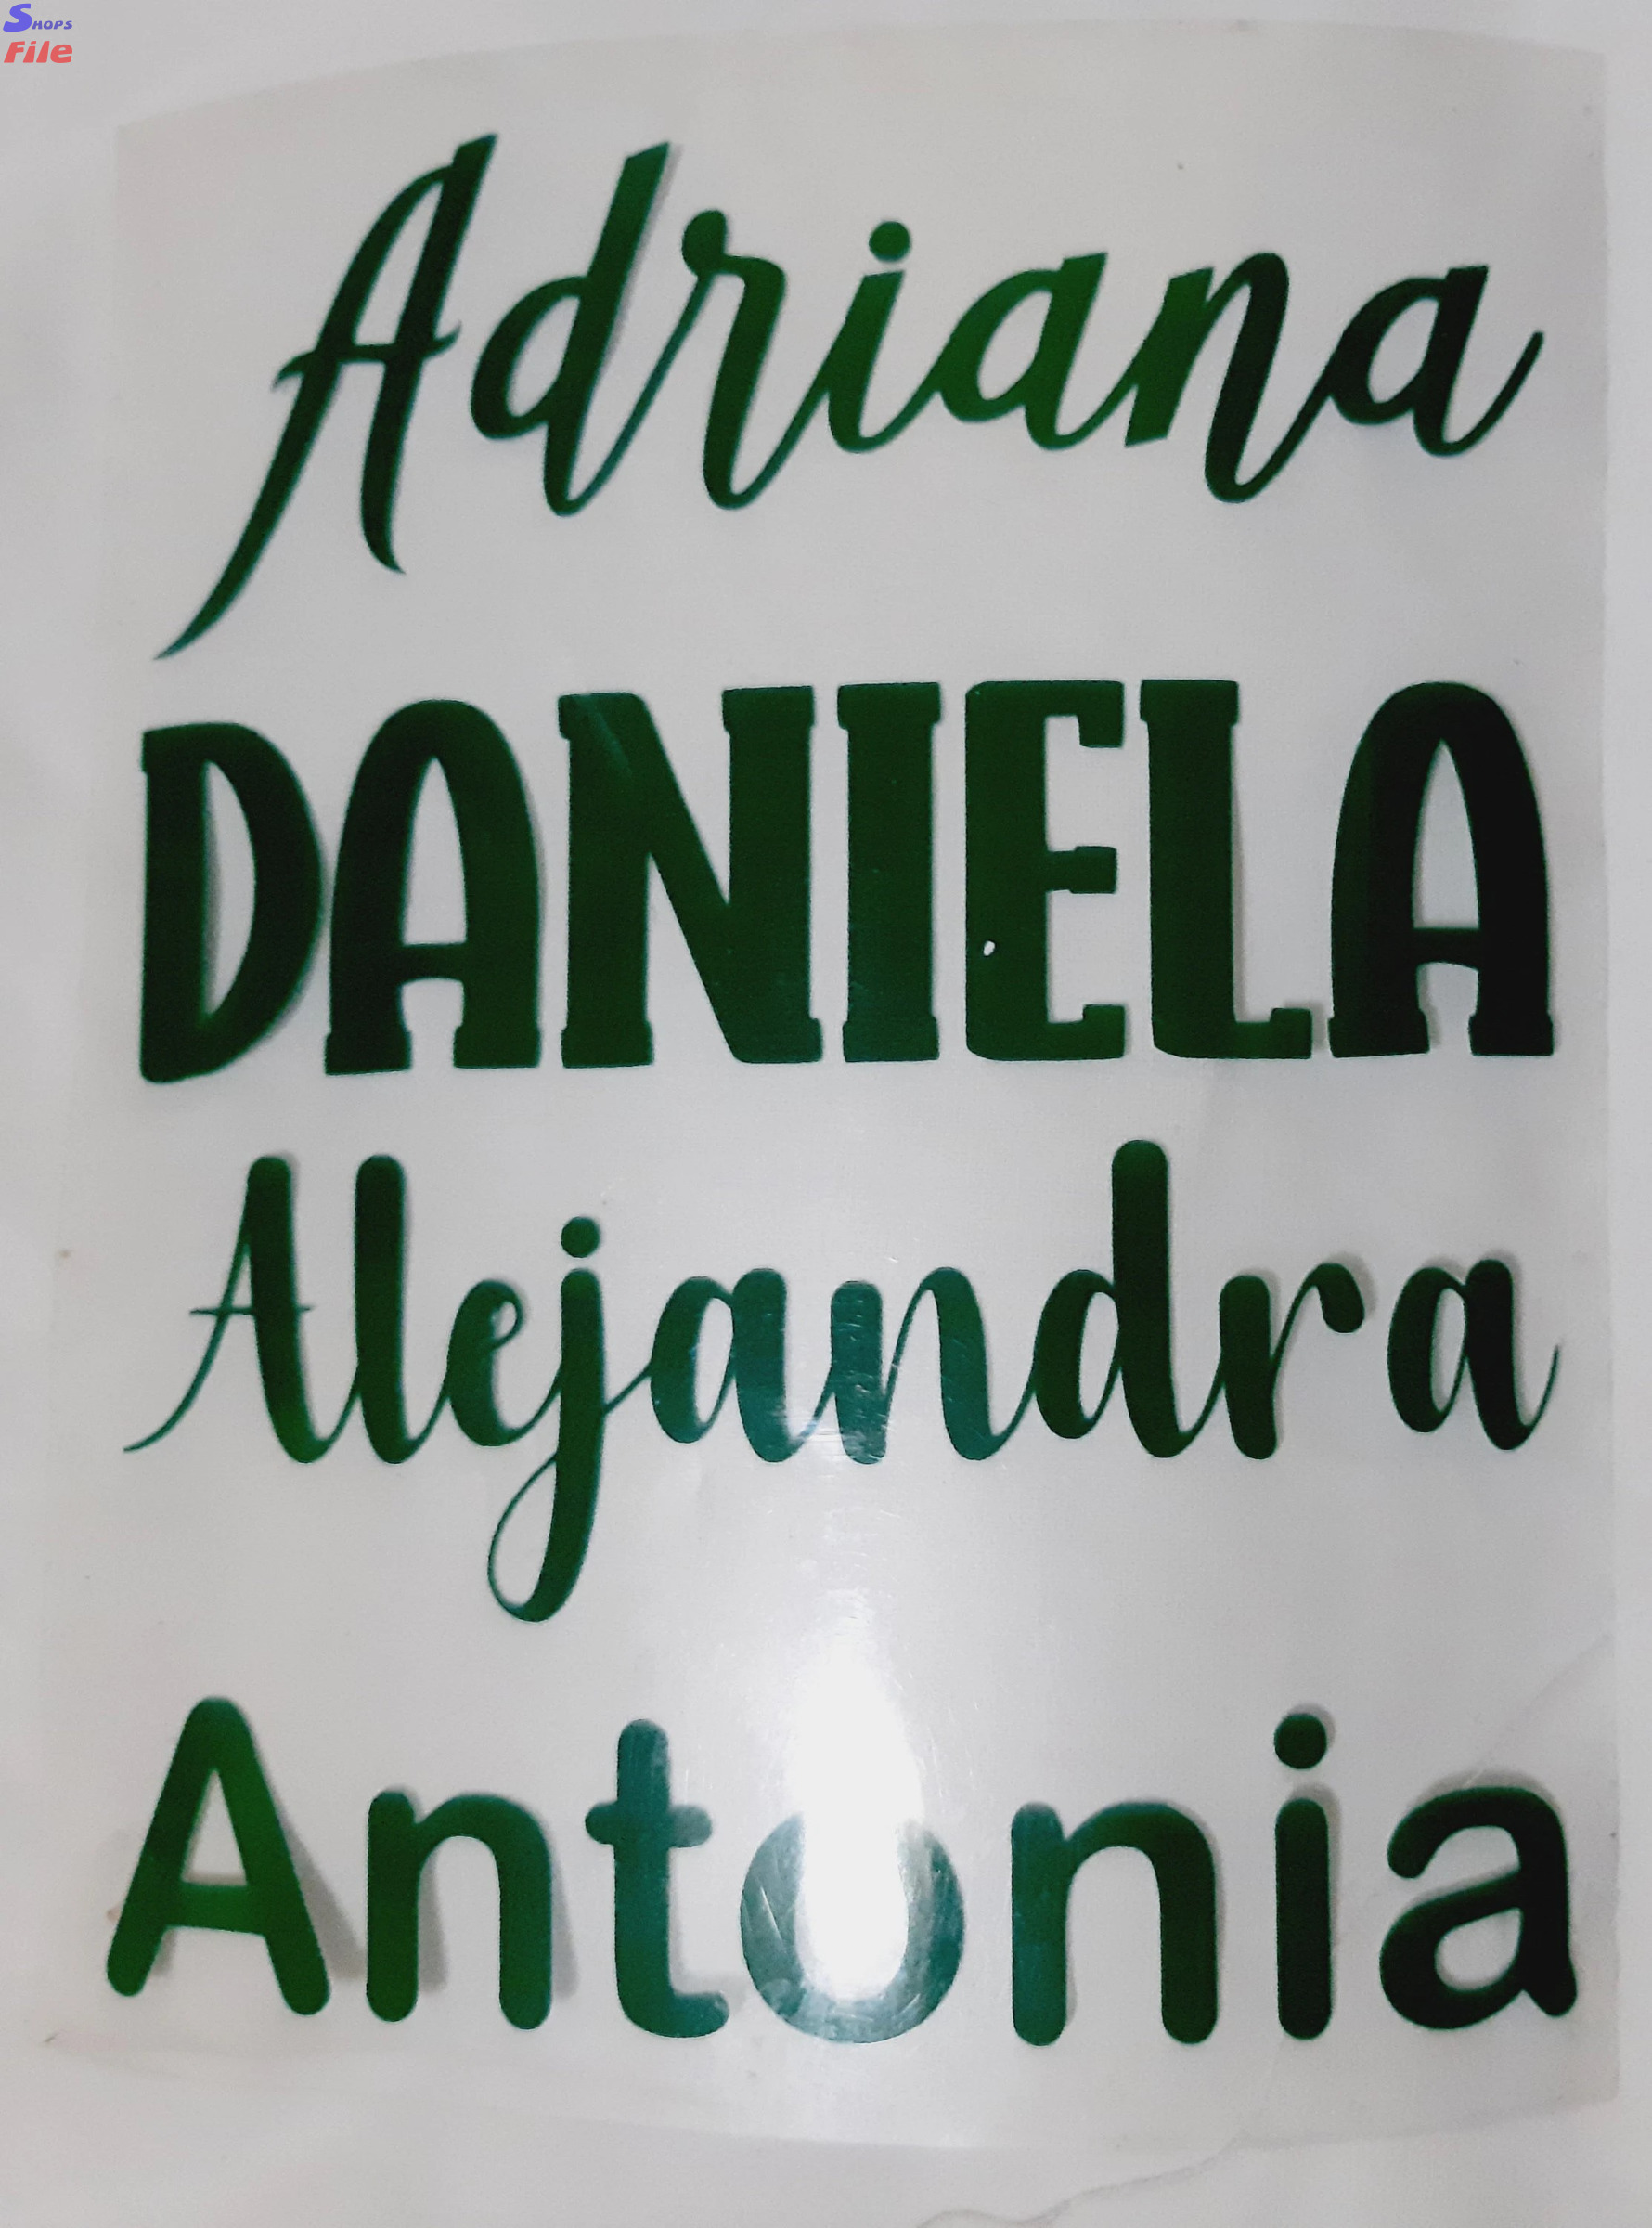 Shops
File
Adriana
DANIELA
Alejandra
Antonia